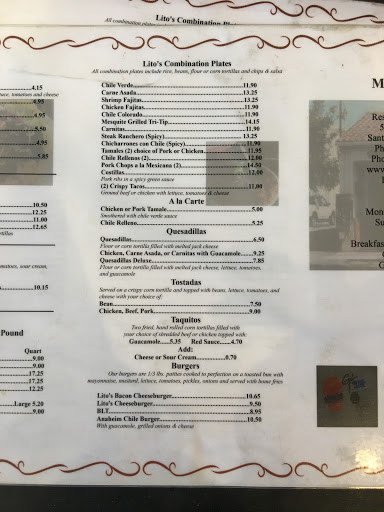 Lito's Combination Plates
All combination plates include rice, beans, flour or corn tortillas and chips & salsa
Chile Verde 11.90
Carne Asada 13.25
Shrimp Fajitas 13.25
Chicken Fajitas 11.90
Chile Colorado 11.90
Mesquite Grilled Tri-Tip 14.15
Carnitas 11.90
Steak Ranchero (Spicy) 13.25
Chicharrones con Chile (Spicy) 11.90
Tamales (2) choice of Pork or Chicken 11.90
Chile Rellenos (2) 12.00
Pork Chops a la Mexicana (2) 14.50
Costillas 12.00
Pork ribs in a spicy green sauce
(2) Crispy Tacos 11.00
Ground beef or chicken with lettuce, tomatoes & cheese
A la Carte
Chicken or Pork Tamale 5.00
Smothered with chile verde sauce
Chile Relleno 5.25
Quesadillas
Quesadillas 6.50
Flour or corn tortilla filled with melted jack cheese
Chicken, Carne Asada, or Carnitas with Guacamole 9.25
Quesadillas Deluxe 7.85
Flour or corn tortilla filled with melted jack cheese, lettuce, tomatoes,
and guacamole
Tostadas
Served on a crispy corn tortilla and topped with beans, lettuce, tomatoes, and
cheese with your choice of:
Bean 7.50
Chicken, Beef, Pork 9.00
Taquitos
Two fried, hand rolled corn tortillas filled with
your choice of shredded beef or chicken topped with:
Guacamole 5.35 Red Sauce 4.70
Add:
Cheese or Sour Cream 0.70
Burgers
Our burgers are 1/3 lbs. patties cooked to perfection on a toasted bun with
mayonnaise, mustard, lettuce, tomatoes, pickles, onions and served with home fries
Lito's Bacon Cheeseburger 10.65
Lito's Cheeseburger 9.50
BLT 8.95
Anaheim Chile Burger 10.50
With guacamole, grilled onions & cheese
4.15
tomatoes and cheese
4.95
4.95
5.50
4.95
5.95
10.50
12.25
11.00
12.65
tomatoes, sour cream,
10.15
Pound
Quart
9.00
9.00
17.25
17.25
12.25
Large 5.20
9.00